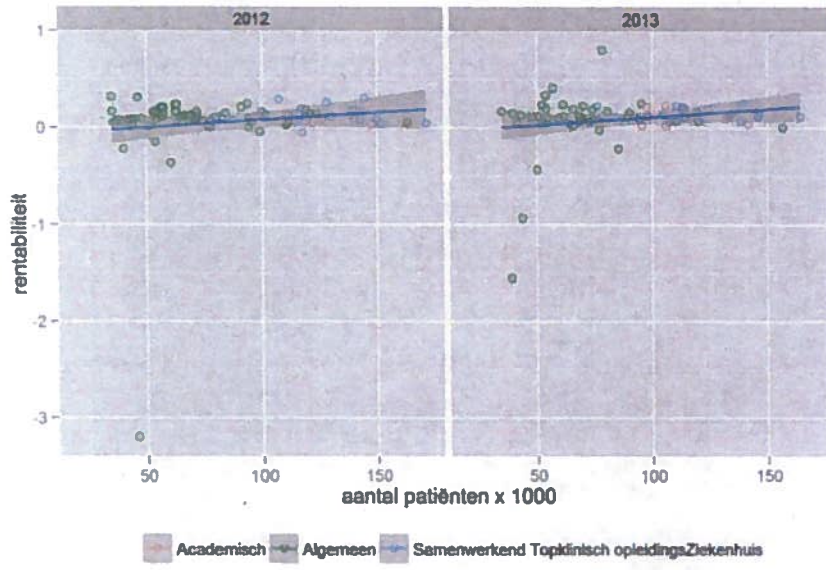 2012 2013
1
0
-1
-2
-3
rentabiliteit
50 100 150 50 100 150
aantal patiënten x 1000
Academisch Algemeen Samenwerkend Topklinisch opleidingsZiekenhuis